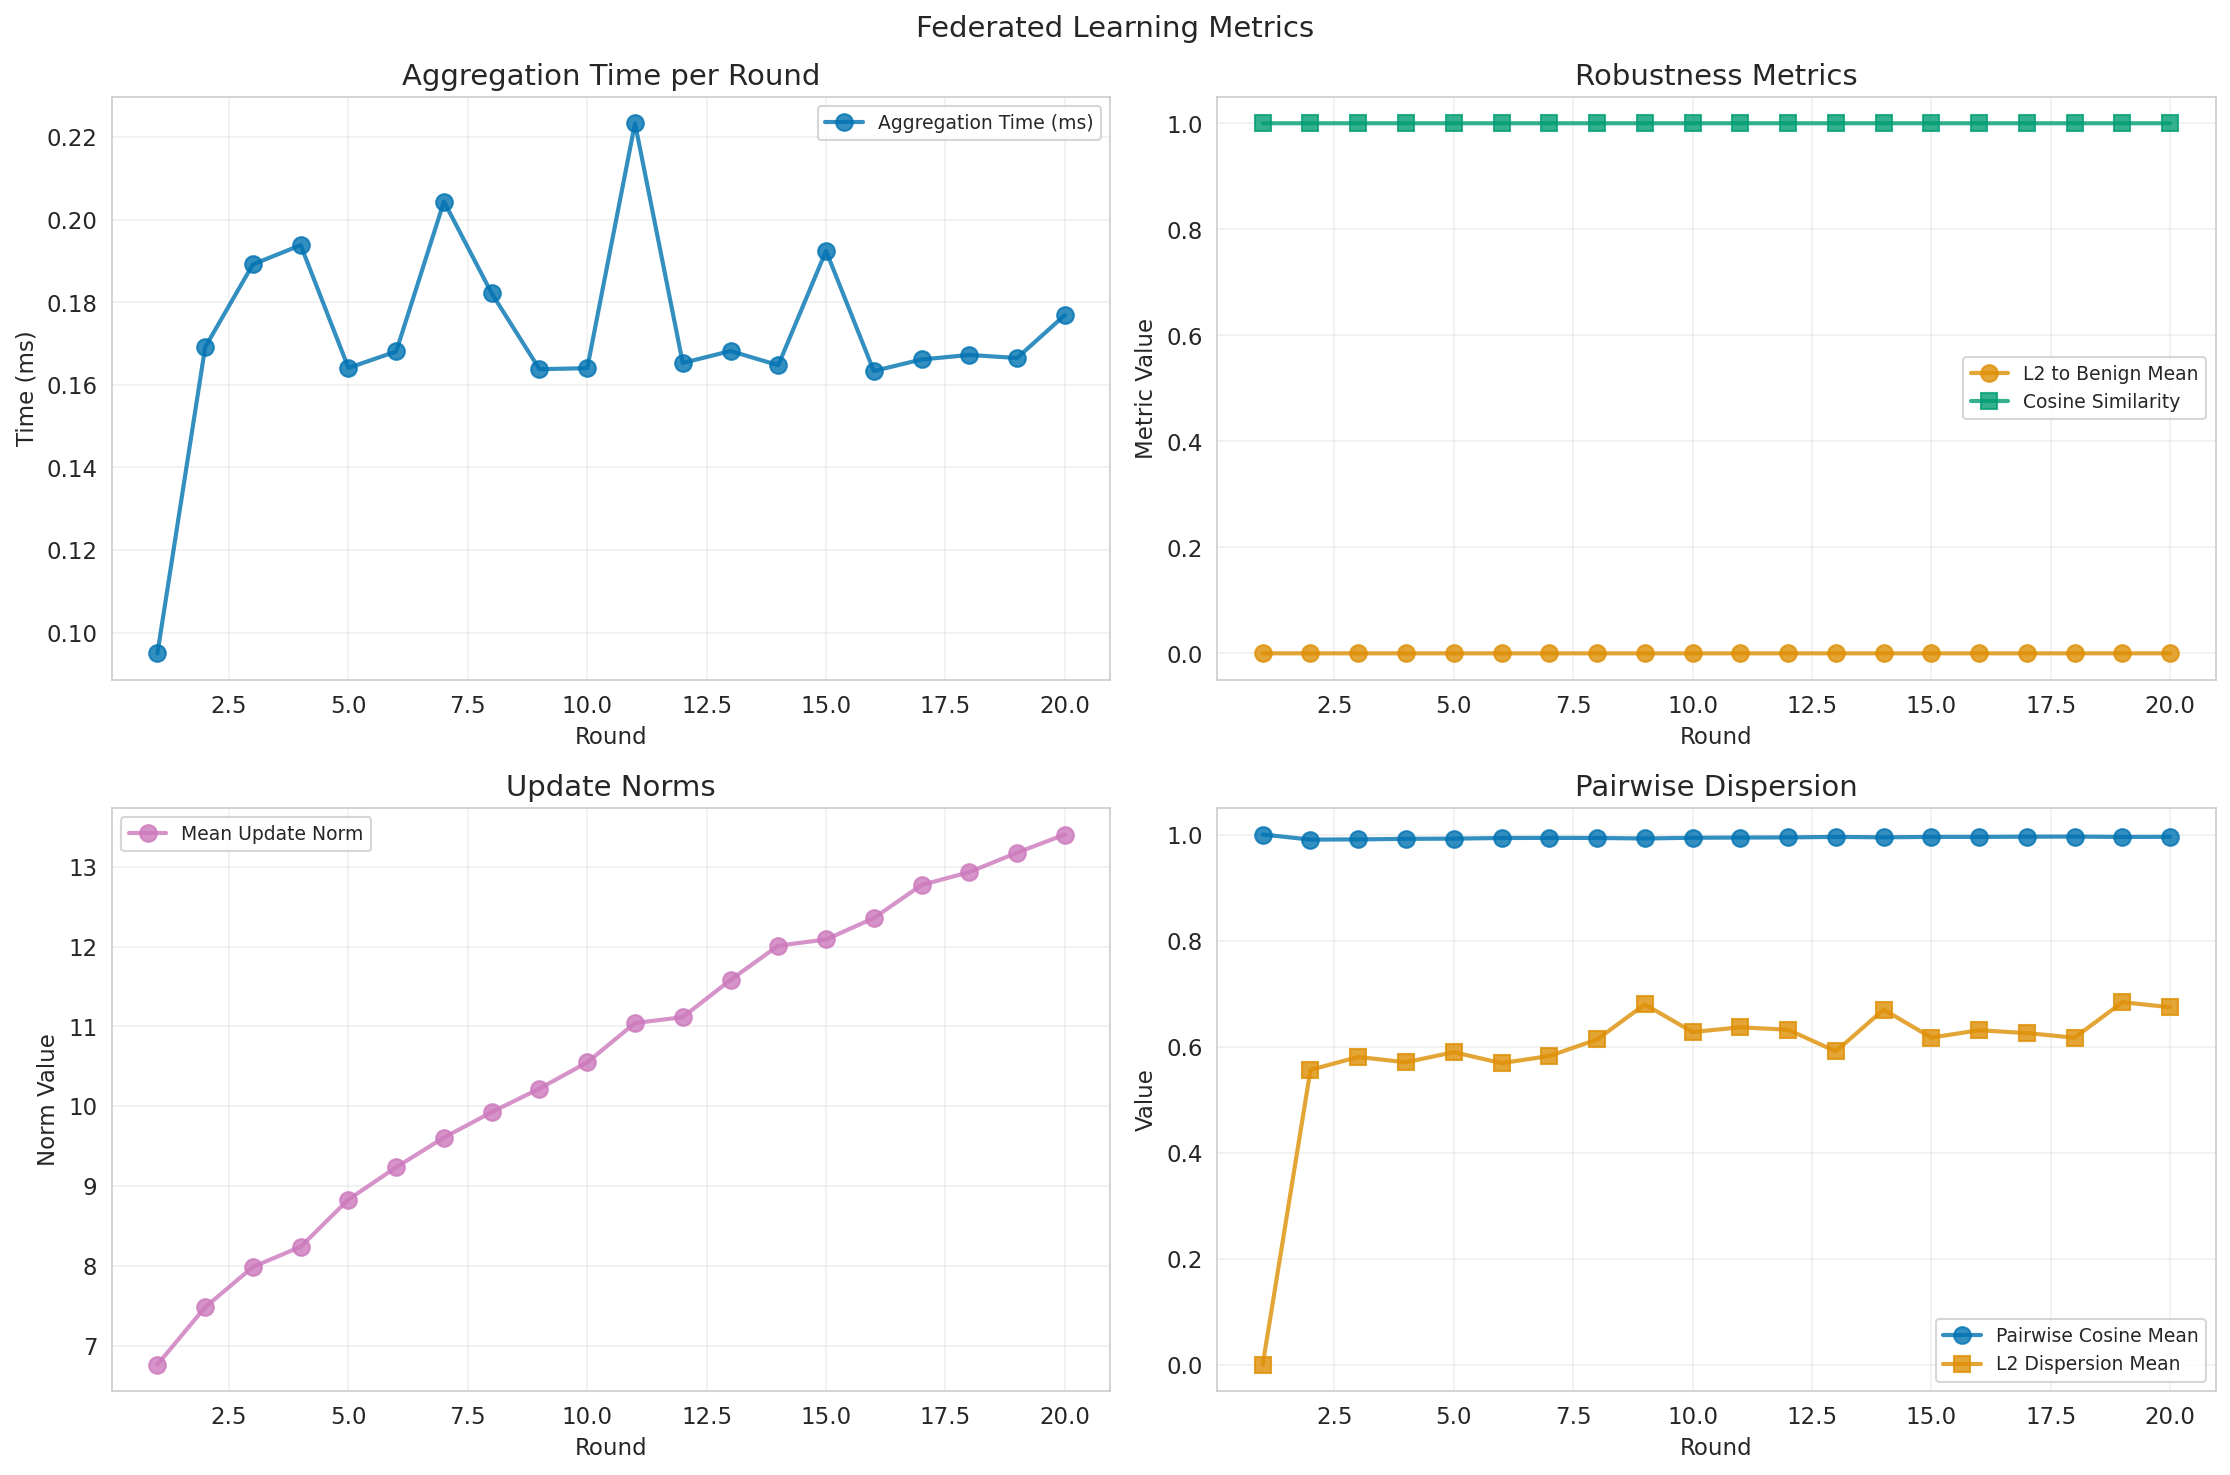 Federated Learning Metrics
Aggregation Time per Round
Aggregation Time (ms)
Time (ms)
0.22
0.20
0.18
0.16
0.14
0.12
0.10
2.5 5.0 7.5 10.0 12.5 15.0 17.5 20.0
Round
Robustness Metrics
L2 to Benign Mean
Cosine Similarity
Metric Value
1.0
0.8
0.6
0.4
0.2
0.0
2.5 5.0 7.5 10.0 12.5 15.0 17.5 20.0
Round
Update Norms
Mean Update Norm
Norm Value
13
12
11
10
9
8
7
2.5 5.0 7.5 10.0 12.5 15.0 17.5 20.0
Round
Pairwise Dispersion
Value
1.0
0.8
0.6
0.4
0.2
0.0
Pairwise Cosine Mean
L2 Dispersion Mean
2.5 5.0 7.5 10.0 12.5 15.0 17.5 20.0
Round